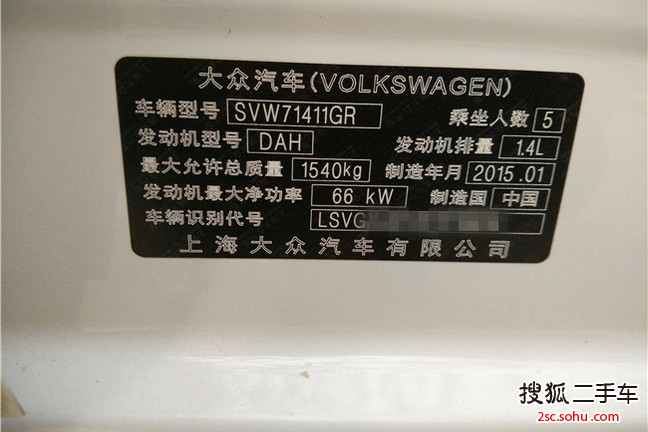 大众汽车(VOLKSWAGEN)
车辆型号 SVW71411GR 乘坐人数 5
发动机型号 DAH 发动机排量 1.4L
最大允许总质量 1540kg 制造年月 2015.01
发动机最大净功率 66 kW 制造国 中国
车辆识别代号 LSVG
上海大众汽车有限公司
搜狐 二手车
2sc.sohu.com